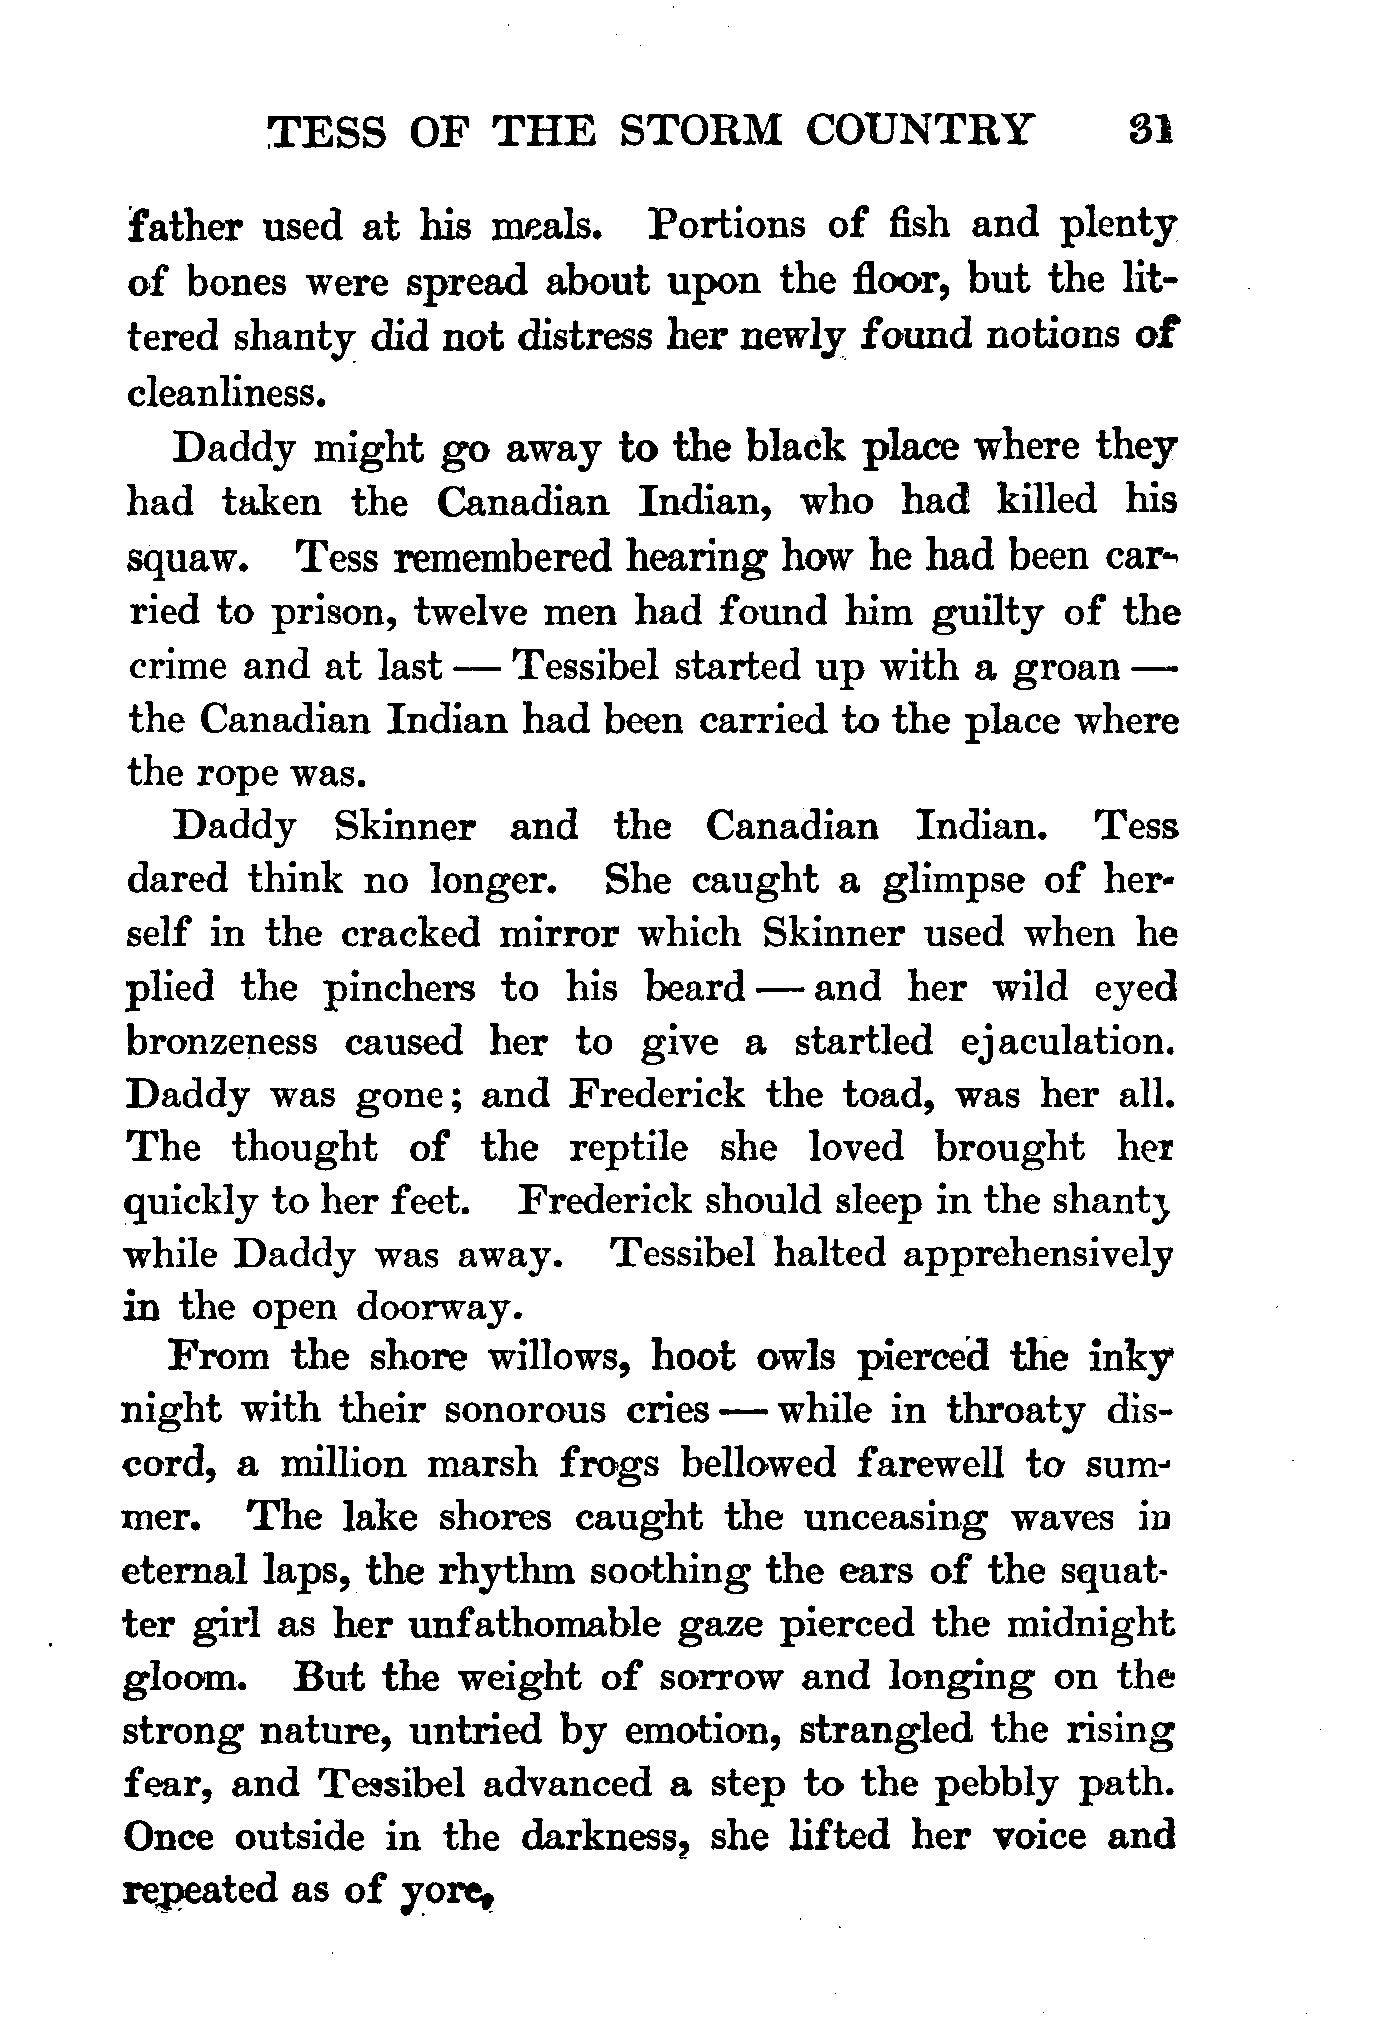 TESS OF THE STORM COUNTRY 31
father used at his meals. Portions of fish and plenty
of bones were spread about upon the floor, but the lit-
tered shanty did not distress her newly found notions of
cleanliness.
Daddy might go away to the black place where they
had taken the Canadian Indian, who had killed his
squaw. Tess remembered hearing how he had been car-
ried to prison, twelve men had found him guilty of the
crime and at last — Tessibel started up with a groan —
the Canadian Indian had been carried to the place where
the rope was.
Daddy Skinner and the Canadian Indian. Tess
dared think no longer. She caught a glimpse of her-
self in the cracked mirror which Skinner used when he
plied the pinchers to his beard — and her wild eyed
bronzeness caused her to give a startled ejaculation.
Daddy was gone; and Frederick the toad, was her all.
The thought of the reptile she loved brought her
quickly to her feet. Frederick should sleep in the shanty
while Daddy was away. Tessibel halted apprehensively
in the open doorway.
From the shore willows, hoot owls pierced the inky
night with their sonorous cries — while in throaty dis-
cord, a million marsh frogs bellowed farewell to sum-
mer. The lake shores caught the unceasing waves in
eternal laps, the rhythm soothing the ears of the squat-
ter girl as her unfathomable gaze pierced the midnight
gloom. But the weight of sorrow and longing on the
strong nature, untried by emotion, strangled the rising
fear, and Tessibel advanced a step to the pebbly path.
Once outside in the darkness, she lifted her voice and
repeated as of yore,